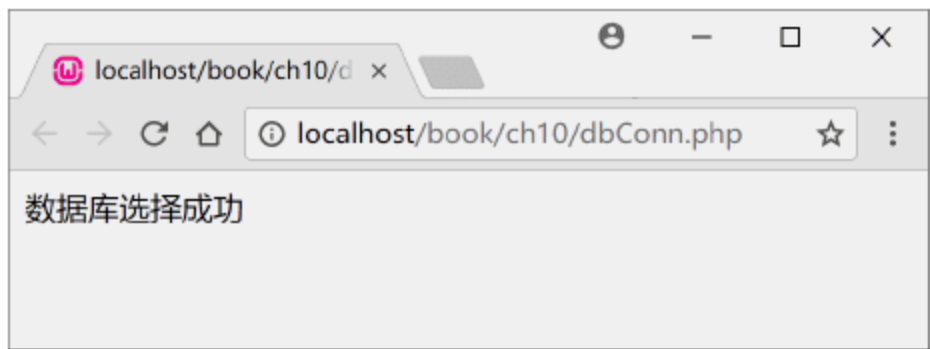 localhost/book/ch10/d
localhost/book/ch10/dbConn.php
数据库选择成功